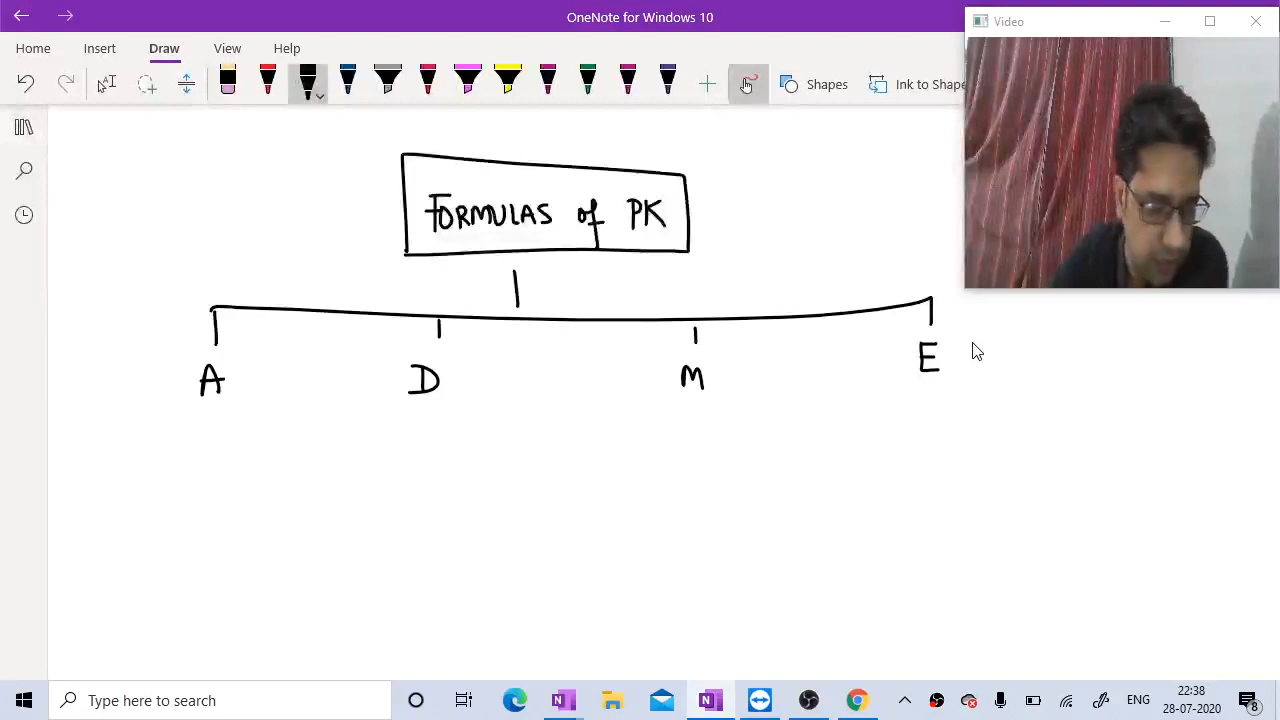 OneNote for Windows 10
Video
Home Insert Draw View Help
Shapes Ink to Shape
FORMULAS of PK
A D M E
Type here to search
ENG
22:38
28-07-2020
8